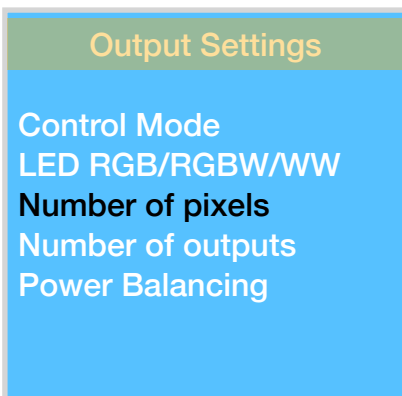 Output Settings
Control Mode
LED RGB/RGBW/WW
Number of pixels
Number of outputs
Power Balancing